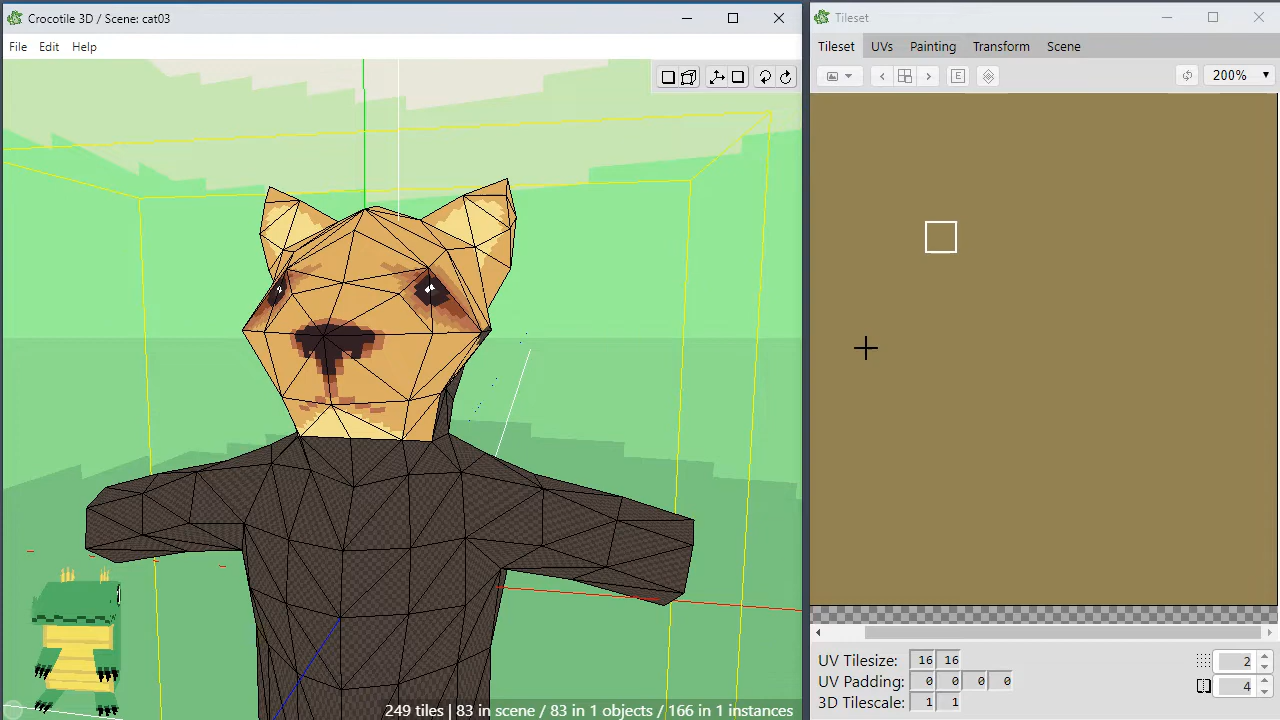 Crocotile 3D / Scene: cat03
File Edit Help
249 tiles | 83 in scene / 83 in 1 objects / 166 in 1 instances
Tileset
Tileset UVs Painting Transform Scene
E 200%
UV Tilesize: 16 16
UV Padding: 0 0 0 0
3D Tilescale: 1 1
2
4